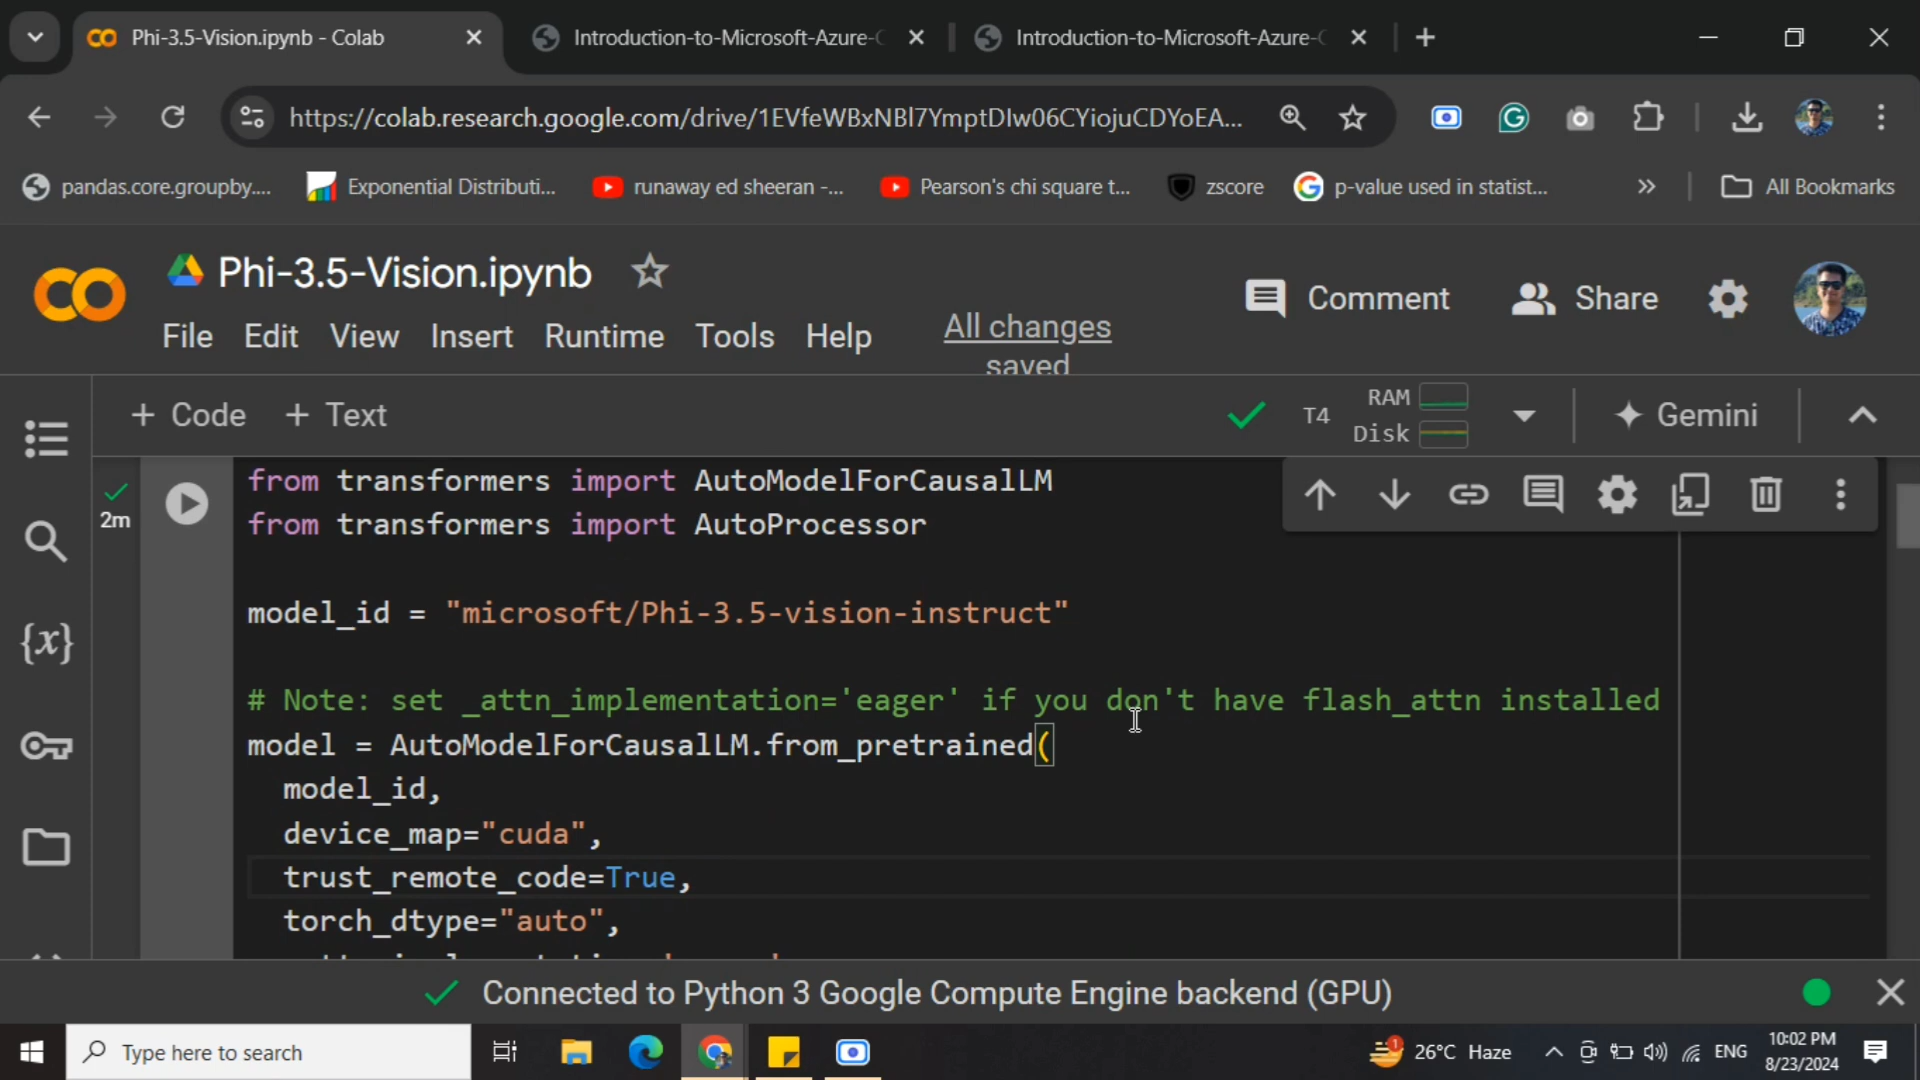 Phi-3.5-Vision.ipynb - Colab
Introduction-to-Microsoft-Azure-C
Introduction-to-Microsoft-Azure-C
https://colab.research.google.com/drive/1EVfeWBxNBl7YmptDIw06CYiojuCDYoEA...
pandas.core.groupby....
Exponential Distributi...
runaway ed sheeran -...
Pearson's chi square t...
zscore
p-value used in statist...
All Bookmarks
Phi-3.5-Vision.ipynb
Comment
Share
File Edit View Insert Runtime Tools Help
All changes
saved
+ Code + Text
T4
RAM
Disk
Gemini
2m
from transformers import AutoModelForCausalLM
from transformers import AutoProcessor
model_id = "microsoft/Phi-3.5-vision-instruct"
# Note: set _attn_implementation='eager' if you don't have flash_attn installed
model = AutoModelForCausalLM.from_pretrained(
model_id,
device_map="cuda",
trust_remote_code=True,
torch_dtype="auto",
{x}
Connected to Python 3 Google Compute Engine backend (GPU)
Type here to search
1
26°C Haze
ENG
10:02 PM
8/23/2024